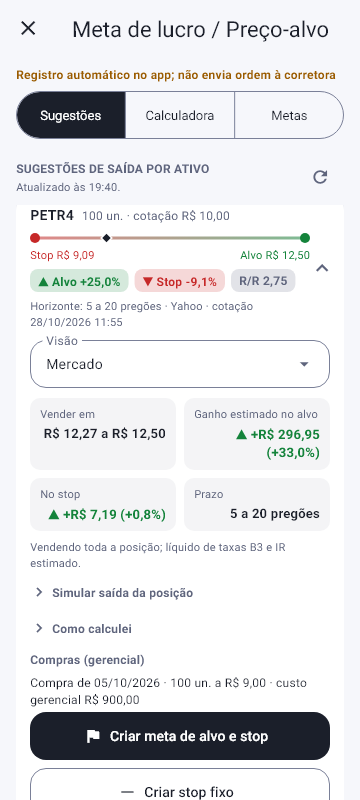 Meta de lucro / Preço-alvo
Registro automático no app; não envia ordem à corretora
Sugestões
Calculadora
Metas
SUGESTÕES DE SAÍDA POR ATIVO
Atualizado às 19:40.
PETR4 100 un. · cotação R$ 10,00
Stop R$ 9,09
Alvo R$ 12,50
▲ Alvo +25,0%
▼ Stop -9,1%
R/R 2,75
Horizonte: 5 a 20 pregões · Yahoo · cotação
28/10/2026 11:55
Visão
Mercado
Vender em
R$ 12,27 a R$ 12,50
Ganho estimado no alvo
▲ +R$ 296,95
(+33,0%)
No stop
▲ +R$ 7,19 (+0,8%)
Prazo
5 a 20 pregões
Vendendo toda a posição; líquido de taxas B3 e IR
estimado.
Simular saída da posição
Como calculei
Compras (gerencial)
Compra de 05/10/2026 · 100 un. a R$ 9,00 · custo
gerencial R$ 900,00
Criar meta de alvo e stop
Criar stop fixo